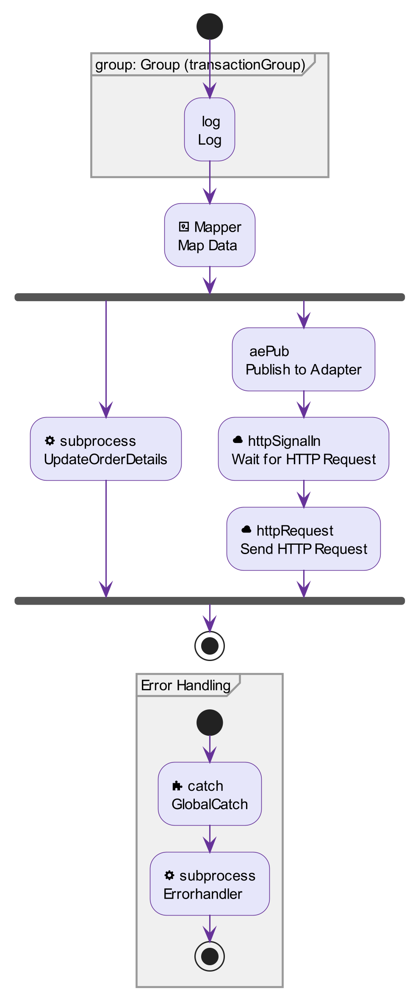 group: Group (transactionGroup)
log
Log
Mapper
Map Data
aePub
Publish to Adapter
subprocess
UpdateOrderDetails
httpSignalIn
Wait for HTTP Request
httpRequest
Send HTTP Request
Error Handling
catch
GlobalCatch
subprocess
Errorhandler